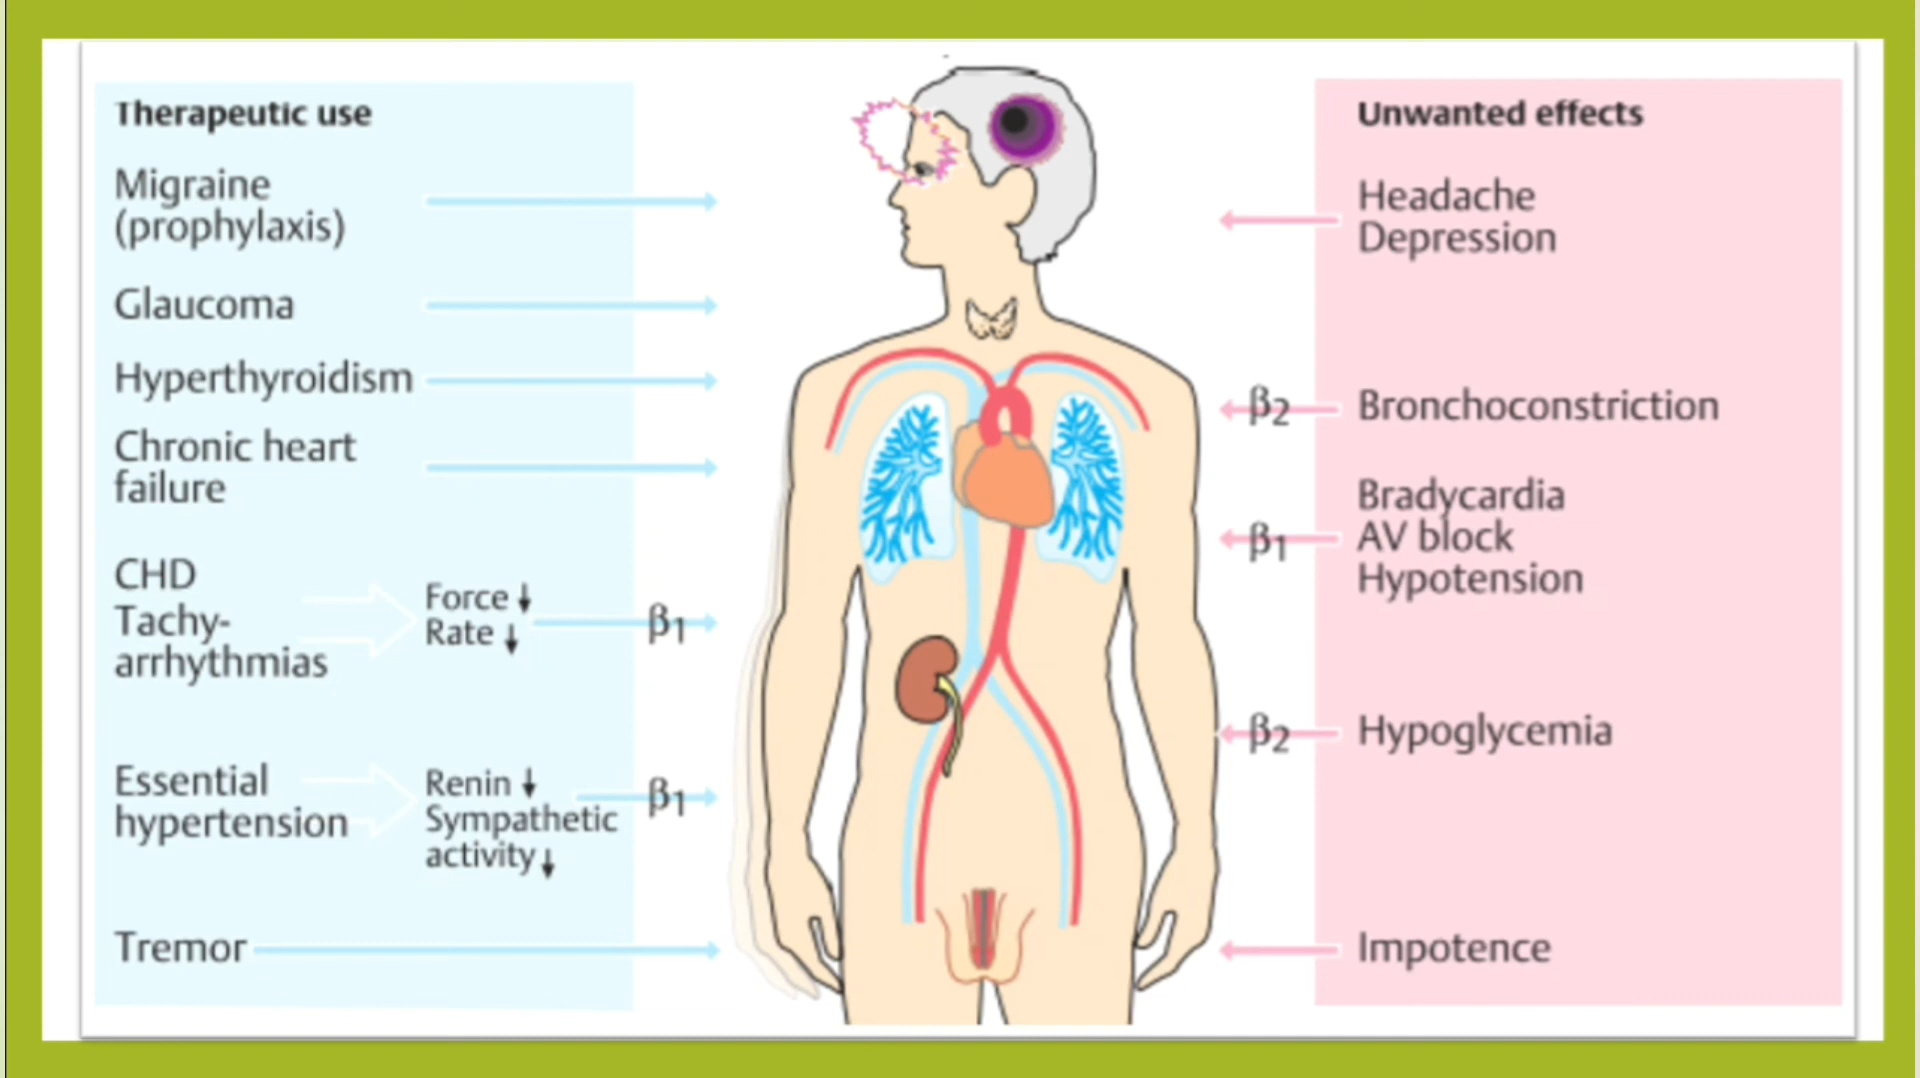 Therapeutic use
Migraine
(prophylaxis)
Glaucoma
Hyperthyroidism
Chronic heart
failure
CHD
Tachy-
arrhythmias
Force ↓
Rate ↓
β1
Essential
hypertension
Renin ↓
Sympathetic
activity ↓
β1
Tremor
Unwanted effects
Headache
Depression
β2
Bronchoconstriction
β1
Bradycardia
AV block
Hypotension
β2
Hypoglycemia
Impotence